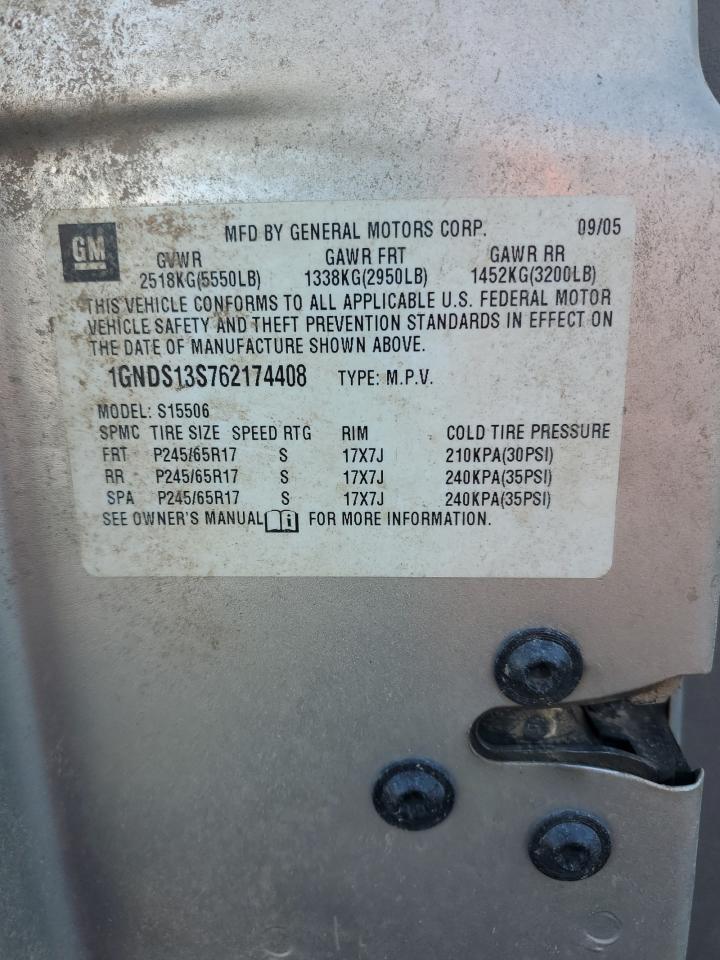 GM
MFD BY GENERAL MOTORS CORP. 09/05
GVWR GAWR FRT GAWR RR
2518KG(5550LB) 1338KG(2950LB) 1452KG(3200LB)
THIS VEHICLE CONFORMS TO ALL APPLICABLE U.S. FEDERAL MOTOR
VEHICLE SAFETY AND THEFT PREVENTION STANDARDS IN EFFECT ON
THE DATE OF MANUFACTURE SHOWN ABOVE.
1GNDS13S762174408 TYPE: M.P.V.
MODEL: S15506
SPMC TIRE SIZE SPEED RTG RIM COLD TIRE PRESSURE
FRT P245/65R17 S 17X7J 210KPA(30PSI)
RR P245/65R17 S 17X7J 240KPA(35PSI)
SPA P245/65R17 S 17X7J 240KPA(35PSI)
SEE OWNER'S MANUAL i FOR MORE INFORMATION.